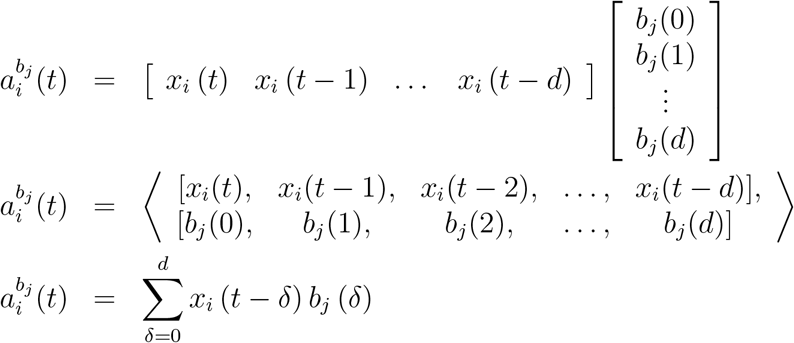 a_i^{b_j}(t) = [ x_i (t) x_i (t − 1) … x_i (t − d) ] [ b_j(0) b_j(1) ⋮ b_j(d) ]
a_i^{b_j}(t) = ⟨ [x_i(t), x_i(t − 1), x_i(t − 2), …, x_i(t − d)], [b_j(0), b_j(1), b_j(2), …, b_j(d)] ⟩
a_i^{b_j}(t) = ∑_{δ=0}^{d} x_i (t − δ) b_j (δ)